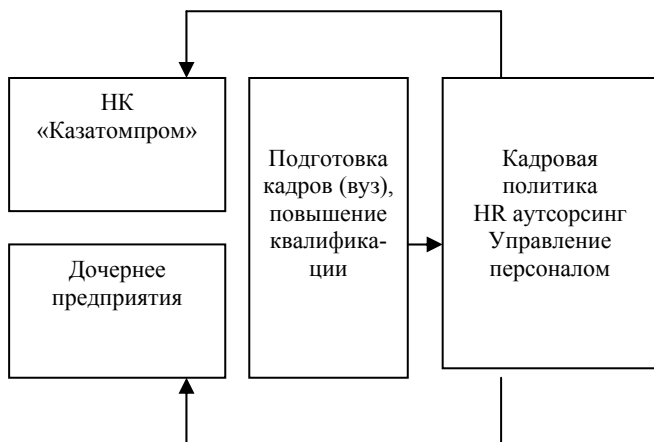 НК
«Казатомпром»
Дочернее
предприятия
Подготовка
кадров (вуз),
повышение
квалифика-
ции
Кадровая
политика
HR аутсорсинг
Управление
персоналом